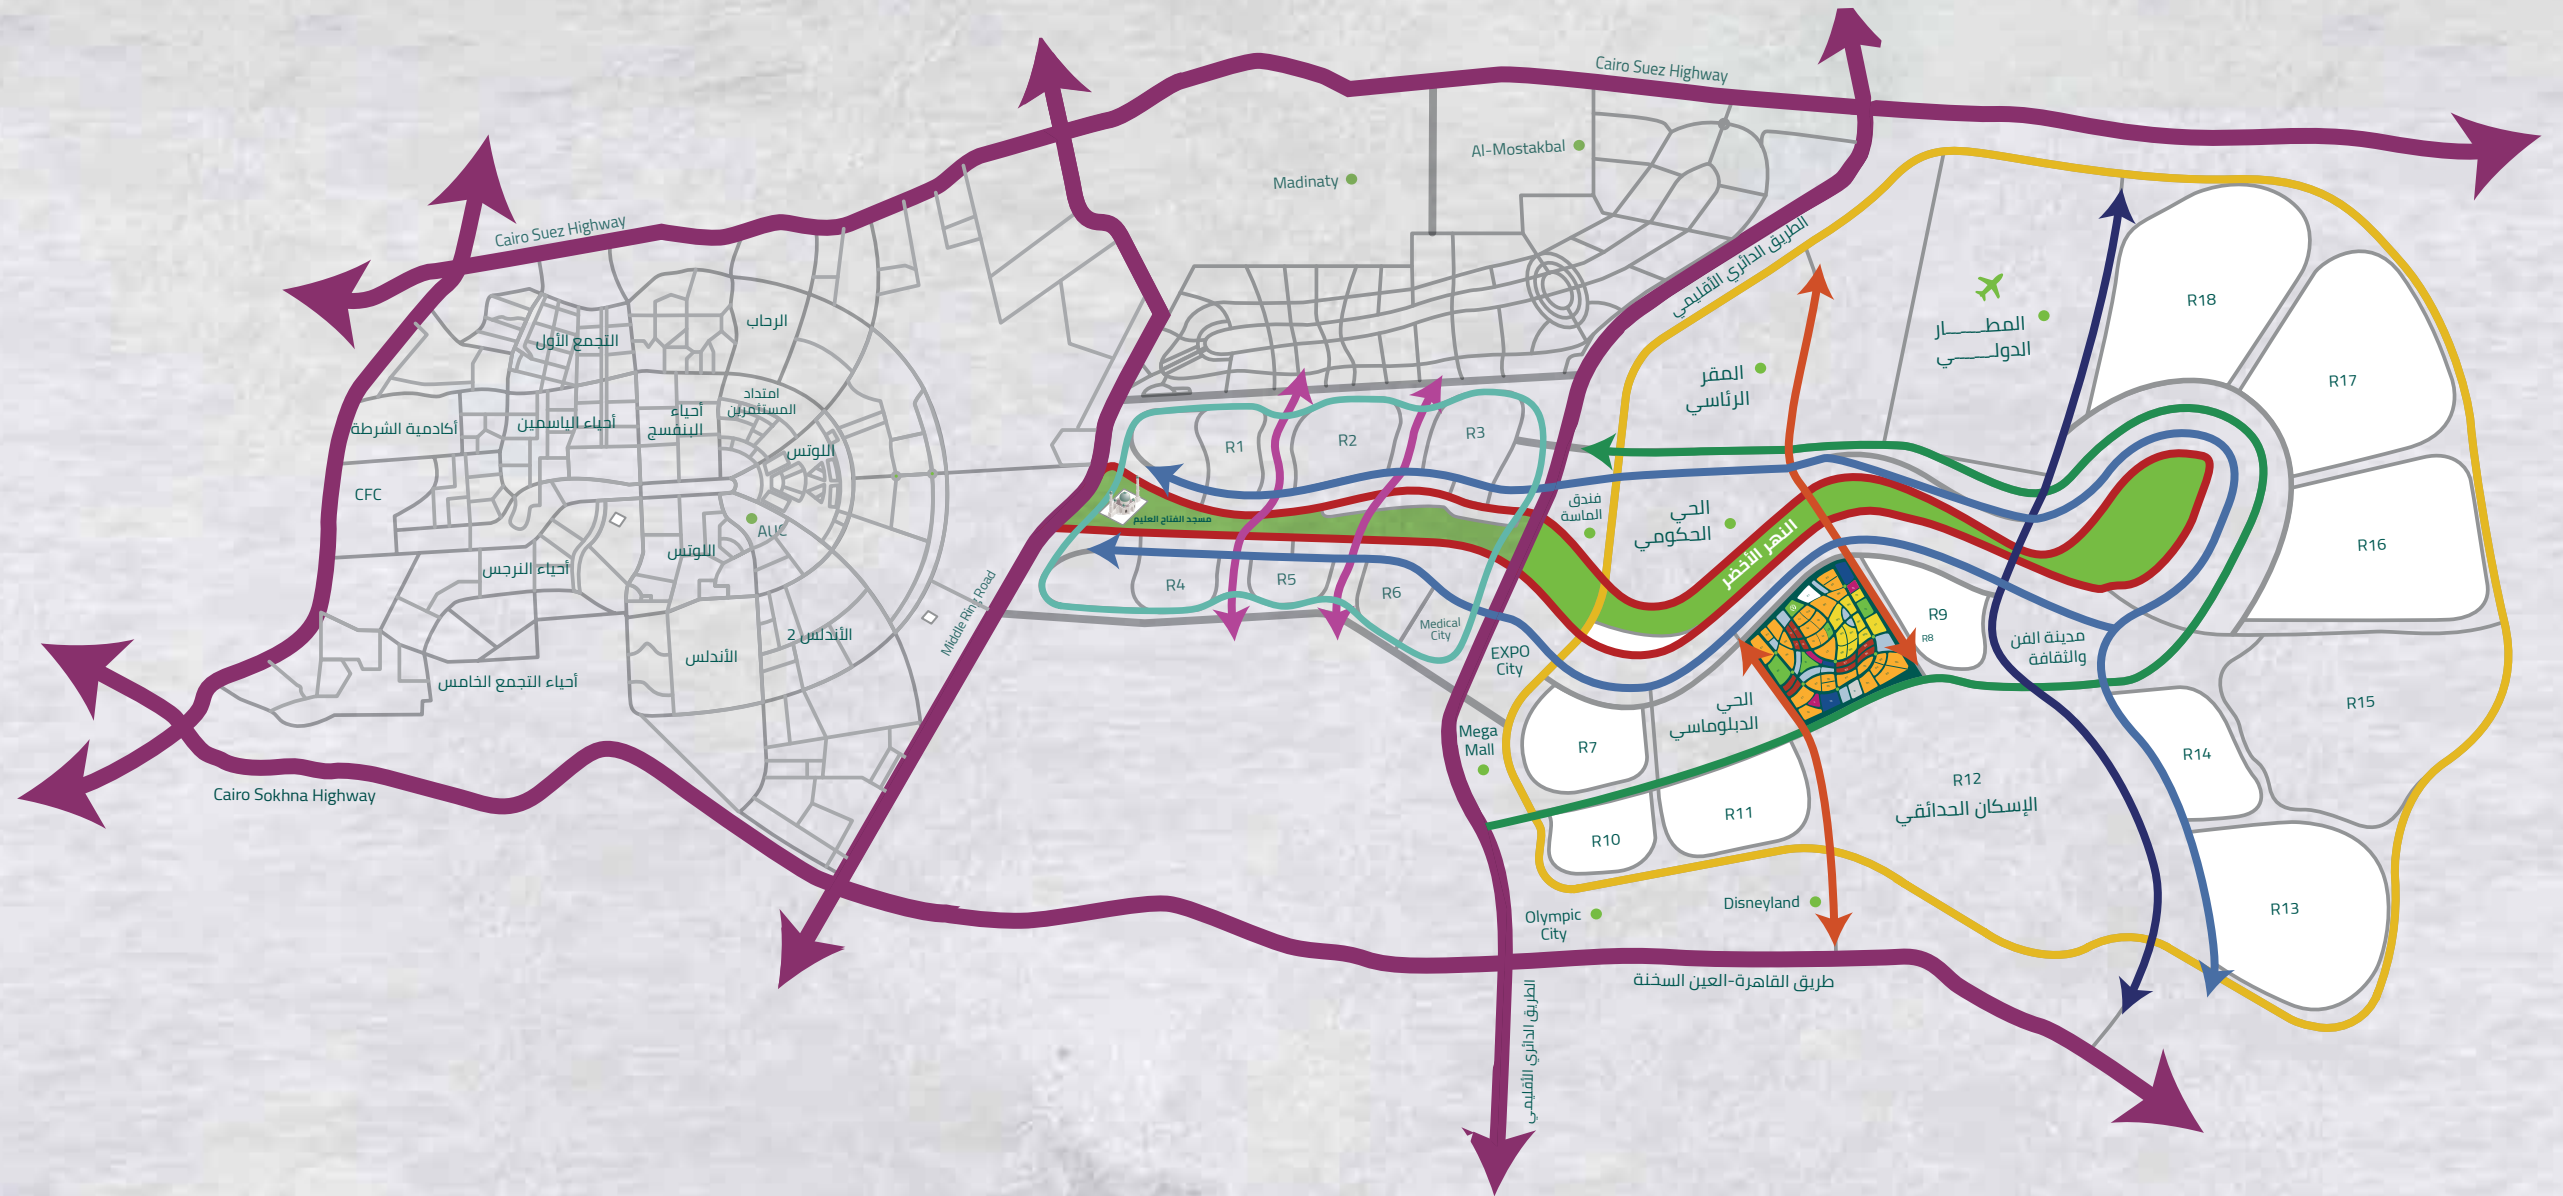 Cairo Suez Highway
Cairo Suez Highway
Al-Mostakbal
Madinaty
الطريق الدائري الأقليمي
المطـــــار
الدولـــــي
R18
R17
R16
R15
R14
R13
المقر
الرئاسي
الرحاب
التجمع الأول
امتداد
المستثمرين
أحياء
البنفسج
أحياء الياسمين
أكاديمية الشرطة
اللوتس
CFC
AUC
اللوتس
أحياء النرجس
الأندلس 2
الأندلس
أحياء التجمع الخامس
Middle Ring Road
R1
R2
R3
مسجد الفتاح العليم
R4
R5
R6
Medical
City
EXPO
City
فندق
الماسة
الحي
الحكومي
النهر الأخضر
R9
R8
مدينة الفن
والثقافة
الحي
الدبلوماسي
Mega
Mall
R7
R10
R11
R12
الإسكان الحدائقي
Cairo Sokhna Highway
Olympic
City
Disneyland
طريق القاهرة-العين السخنة
الطريق الدائري الأقليمي